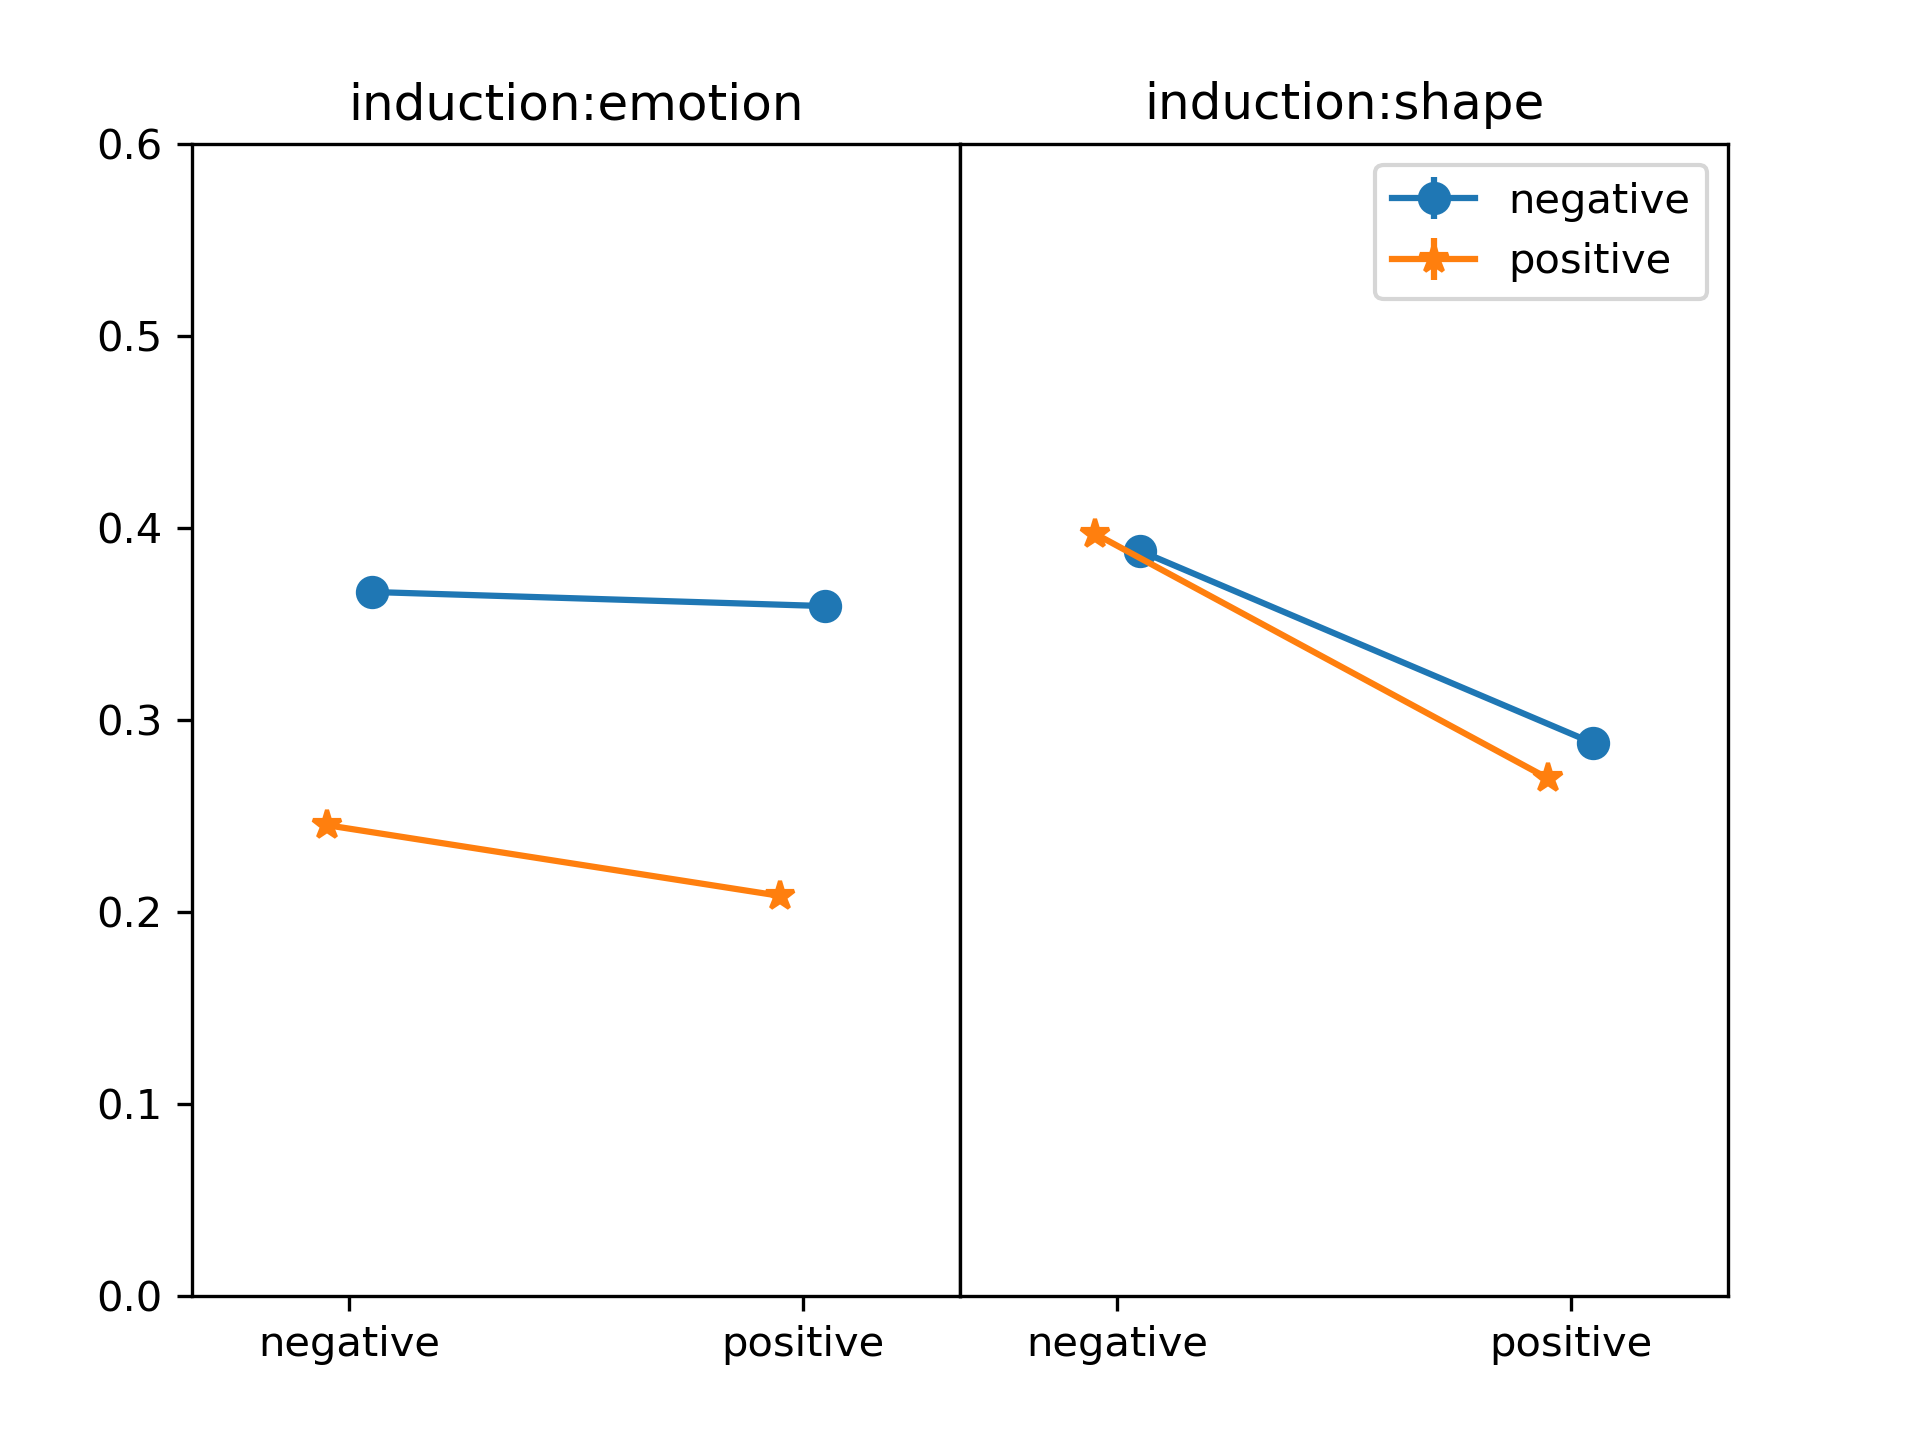 induction:emotion
induction:shape
0.6
0.5
0.4
0.3
0.2
0.1
0.0
negative
positive
negative
positive
negative
positive